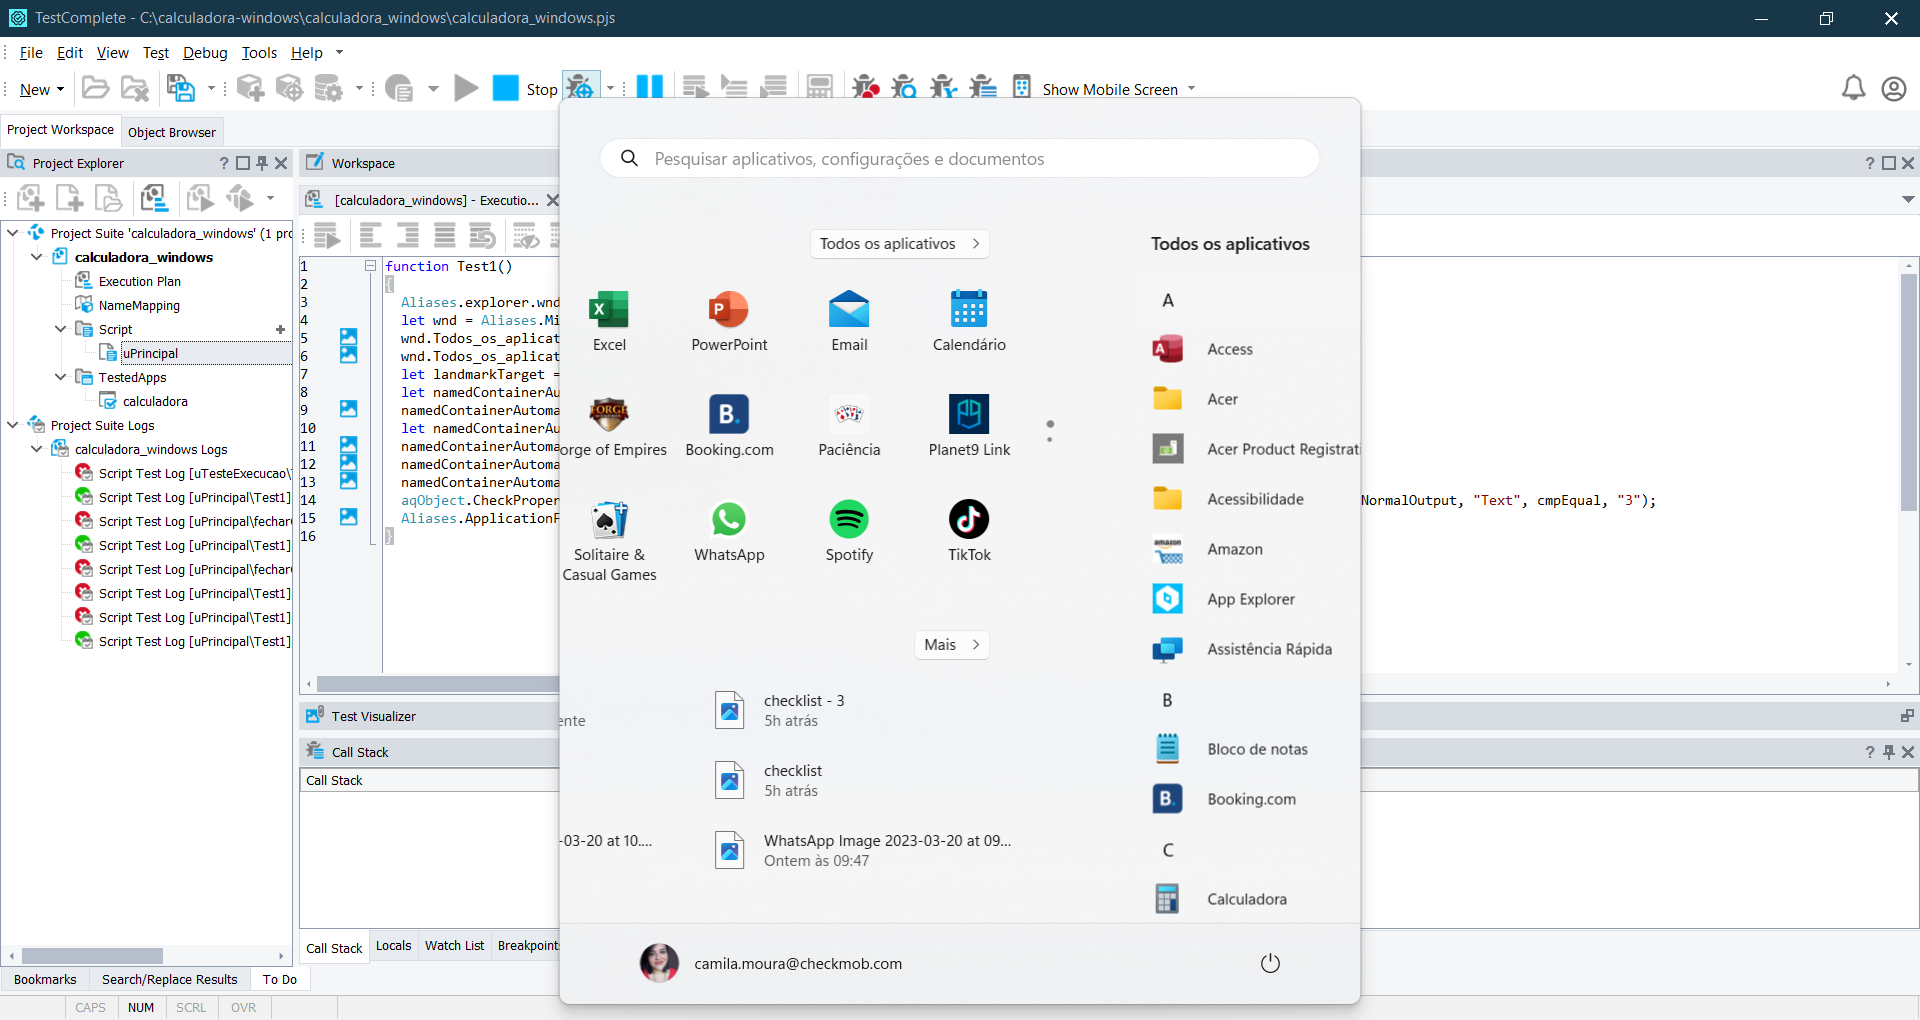 TestComplete - C:\calculadora-windows\calculadora_windows\calculadora_windows.pjs
File Edit View Test Debug Tools Help
New
Stop
Show Mobile Screen
Project Workspace
Object Browser
Project Explorer
Project Suite 'calculadora_windows' (1 pro
calculadora_windows
Execution Plan
NameMapping
Script
uPrincipal
TestedApps
calculadora
Project Suite Logs
calculadora_windows Logs
Script Test Log [uTesteExecucao\
Script Test Log [uPrincipal\Test1]
Script Test Log [uPrincipal\fechar
Script Test Log [uPrincipal\Test1]
Script Test Log [uPrincipal\fechar
Script Test Log [uPrincipal\Test1]
Script Test Log [uPrincipal\Test1]
Script Test Log [uPrincipal\Test1]
Bookmarks
Search/Replace Results
To Do
CAPS NUM SCRL OVR
Workspace
[calculadora_windows] - Executio...
1 function Test1()
2 {
3 Aliases.explorer.wnd
4 let wnd = Aliases.Mi
5 wnd.Todos_os_aplicat
6 wnd.Todos_os_aplicat
7 let landmarkTarget =
8 let namedContainerAu
9 namedContainerAutoma
10 let namedContainerAu
11 namedContainerAutoma
12 namedContainerAutoma
13 namedContainerAutoma
14 aqObject.CheckProper NormalOutput, "Text", cmpEqual, "3");
15 Aliases.ApplicationF
16 }
Test Visualizer
Call Stack
Call Stack
Call Stack
Locals
Watch List
Breakpoint
Pesquisar aplicativos, configurações e documentos
Todos os aplicativos
Excel
PowerPoint
Email
Calendário
orge of Empires
Booking.com
Paciência
Planet9 Link
Solitaire &
Casual Games
WhatsApp
Spotify
TikTok
Mais
ente
checklist - 3
5h atrás
checklist
5h atrás
-03-20 at 10....
WhatsApp Image 2023-03-20 at 09...
Ontem às 09:47
Todos os aplicativos
A
Access
Acer
Acer Product Registrati
Acessibilidade
Amazon
App Explorer
Assistência Rápida
B
Bloco de notas
Booking.com
C
Calculadora
camila.moura@checkmob.com